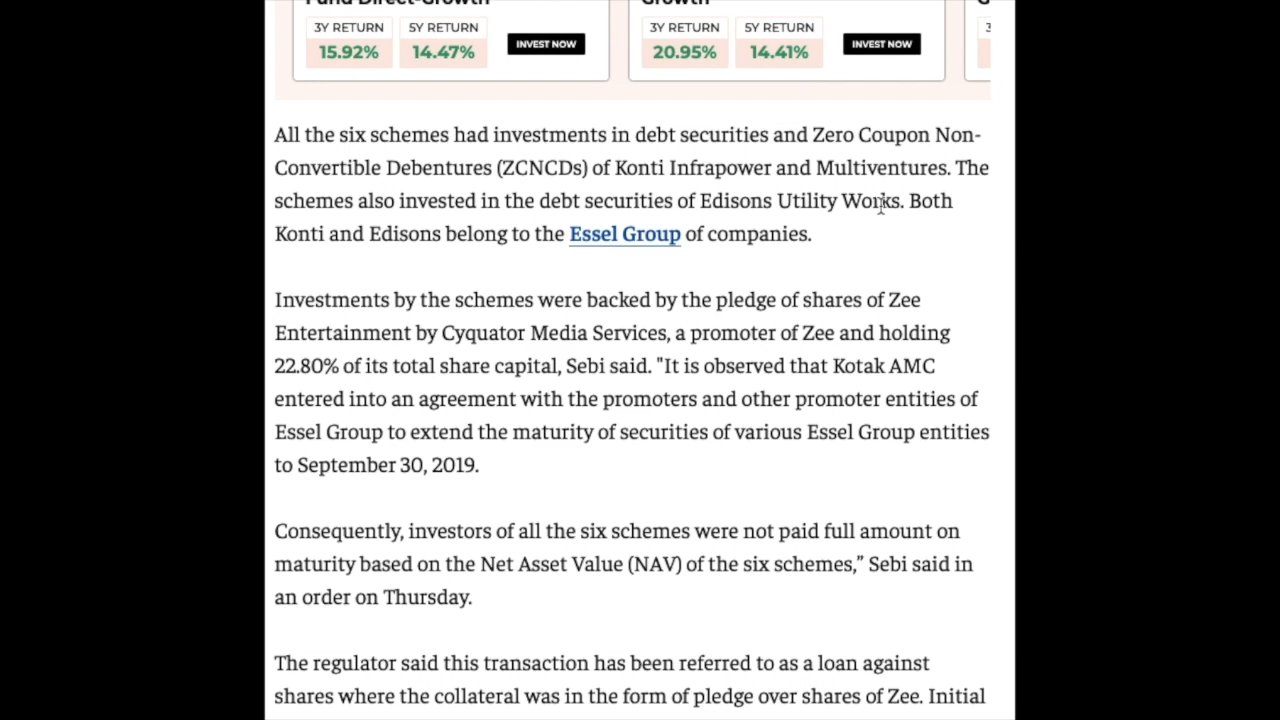 Fund Direct-Growth
Growth
3Y RETURN 5Y RETURN
15.92% 14.47%
INVEST NOW
3Y RETURN 5Y RETURN
20.95% 14.41%
INVEST NOW
All the six schemes had investments in debt securities and Zero Coupon Non-
Convertible Debentures (ZCNCDs) of Konti Infrapower and Multiventures. The
schemes also invested in the debt securities of Edisons Utility Works. Both
Konti and Edisons belong to the Essel Group of companies.
Investments by the schemes were backed by the pledge of shares of Zee
Entertainment by Cyquator Media Services, a promoter of Zee and holding
22.80% of its total share capital, Sebi said. "It is observed that Kotak AMC
entered into an agreement with the promoters and other promoter entities of
Essel Group to extend the maturity of securities of various Essel Group entities
to September 30, 2019.
Consequently, investors of all the six schemes were not paid full amount on
maturity based on the Net Asset Value (NAV) of the six schemes,” Sebi said in
an order on Thursday.
The regulator said this transaction has been referred to as a loan against
shares where the collateral was in the form of pledge over shares of Zee. Initial